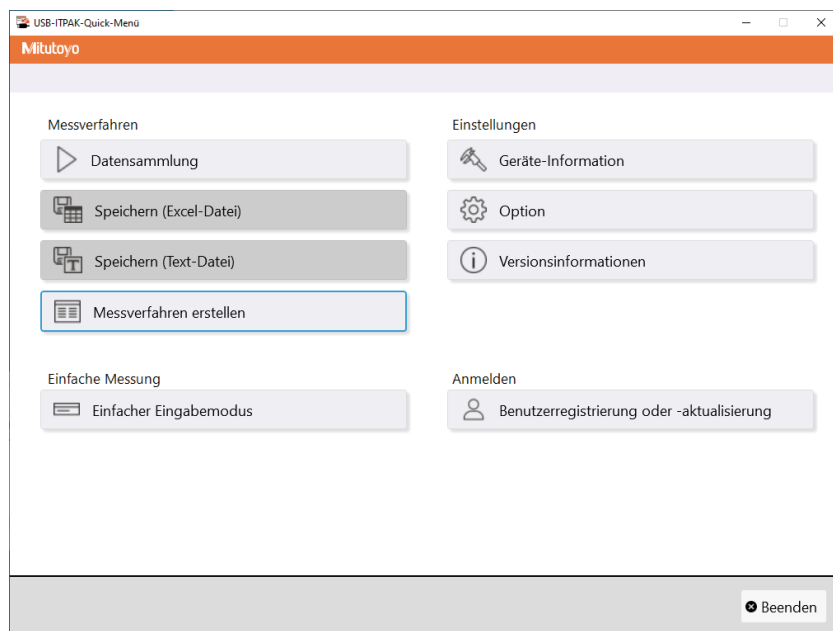 USB-ITPAK-Quick-Menü
Mitutoyo
Messverfahren
Datensammlung
Speichern (Excel-Datei)
Speichern (Text-Datei)
Messverfahren erstellen
Einfache Messung
Einfacher Eingabemodus
Einstellungen
Geräte-Information
Option
Versionsinformationen
Anmelden
Benutzerregistrierung oder -aktualisierung
Beenden